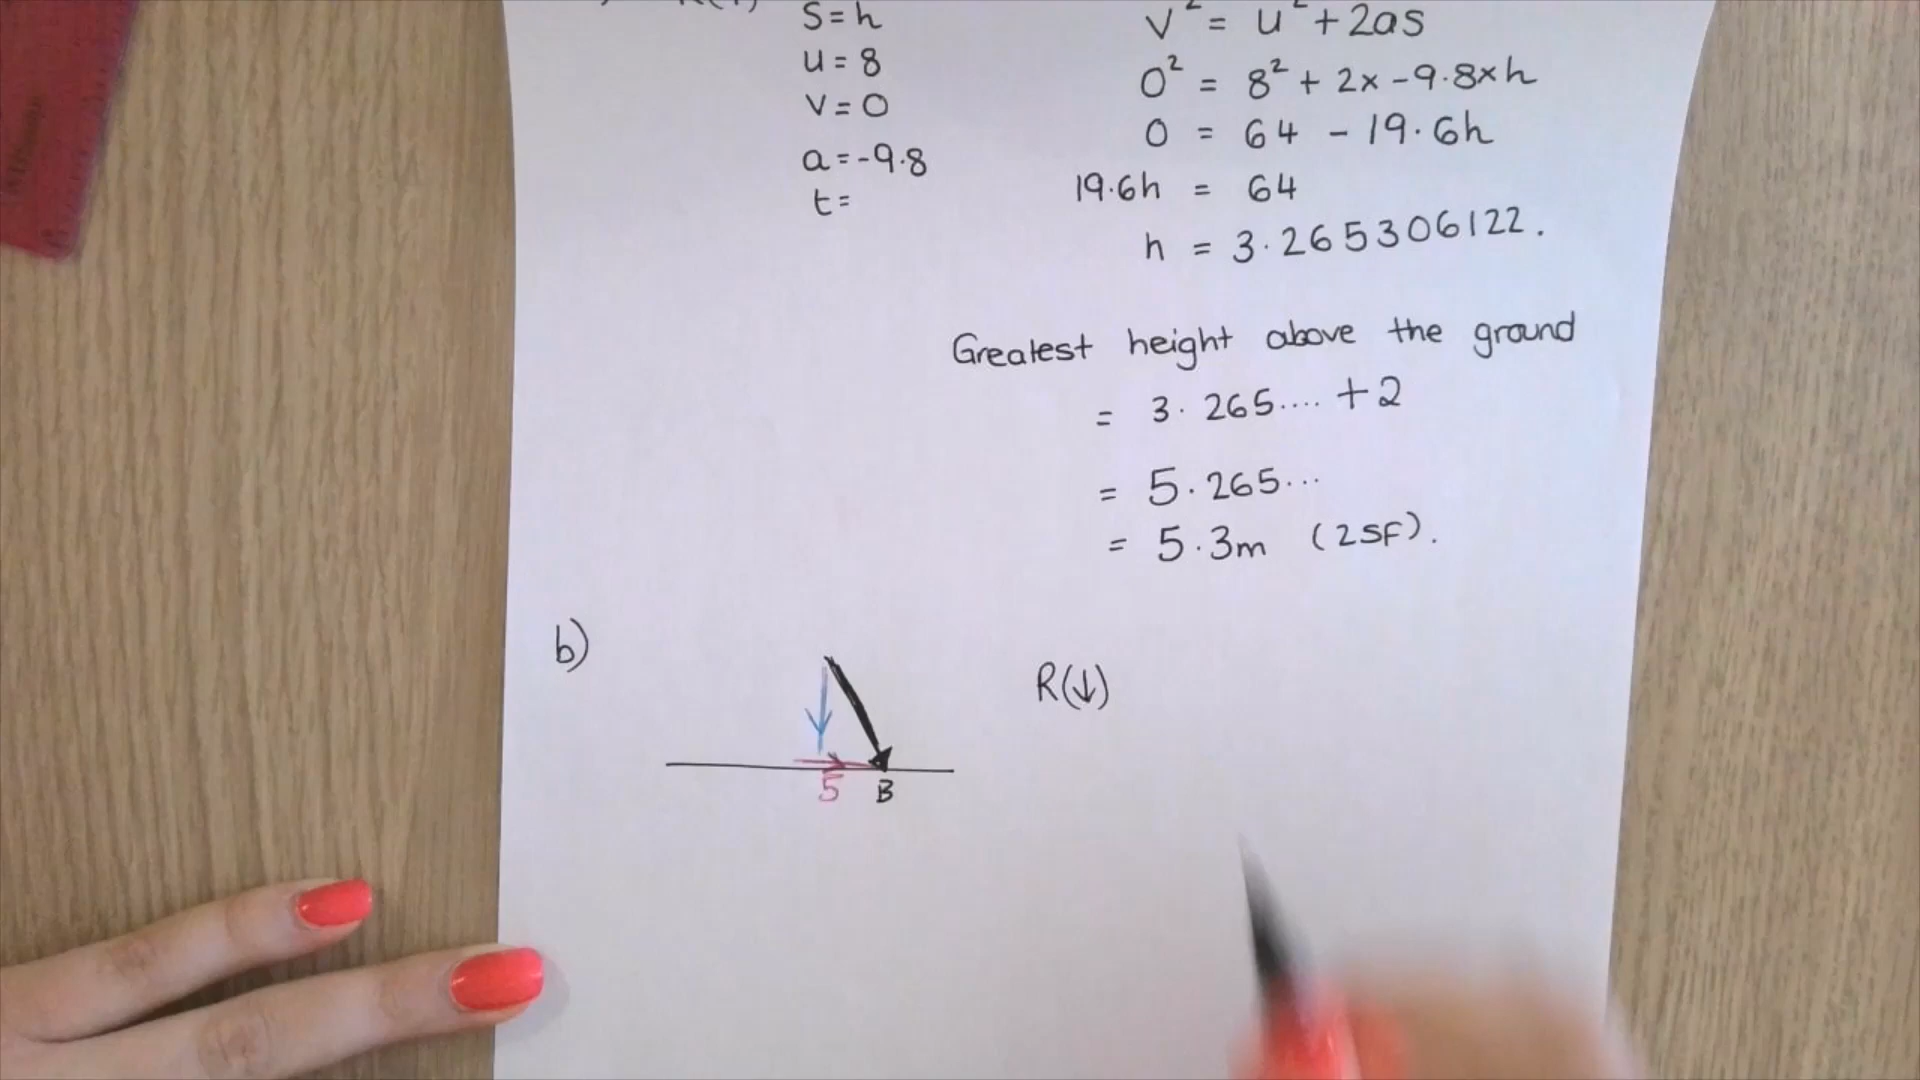 R(↑)
S = h
u = 8
v = 0
a = -9.8
t =
v² = u² + 2as
0² = 8² + 2x -9.8xh
0 = 64 - 19.6h
19.6h = 64
h = 3.265306122.
Greatest height above the ground
= 3.265.... +2
= 5.265...
= 5.3m (2SF).
b)
R(↓)
5 B